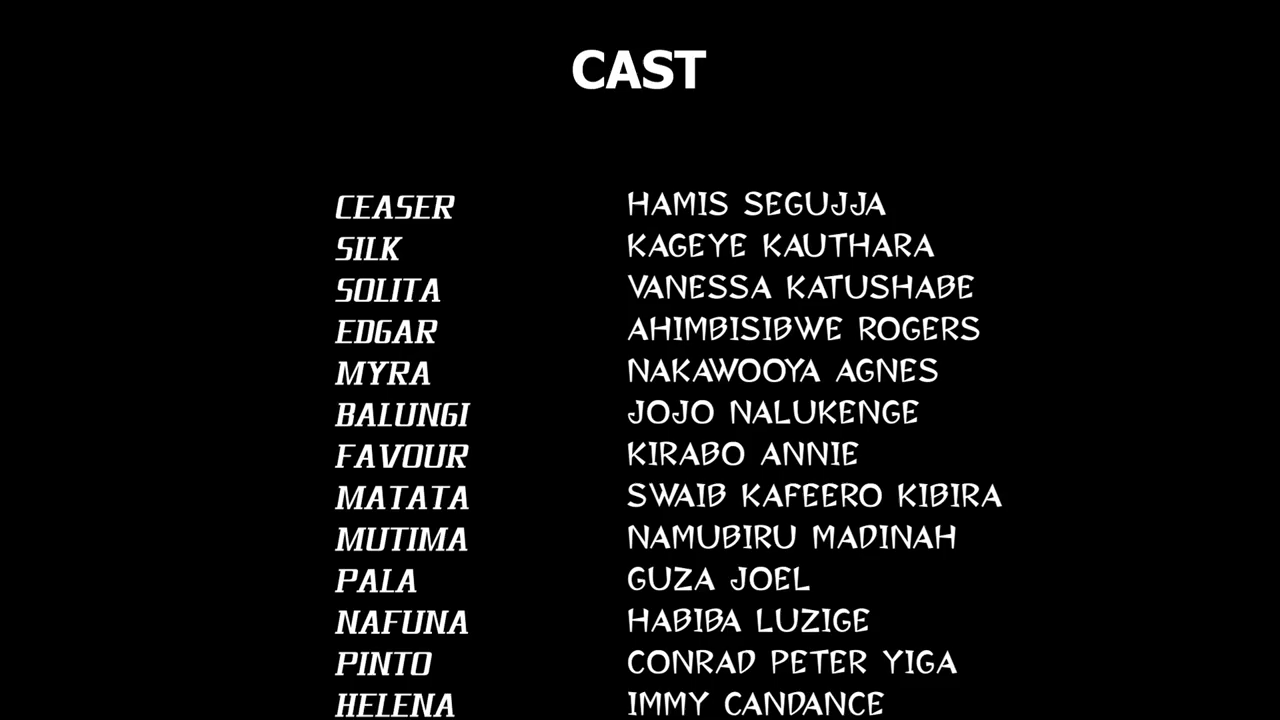 CAST
CEASER HAMIS SEGUJJA
SILK KAGEYE KAUTHARA
SOLITA VANESSA KATUSHABE
EDGAR AHIMBISIBWE ROGERS
MYRA NAKAWOOYA AGNES
BALUNGI JOJO NALUKENGE
FAVOUR KIRABO ANNIE
MATATA SWAIB KAFEERO KIBIRA
MUTIMA NAMUBIRU MADINAH
PALA GUZA JOEL
NAFUNA HABIBA LUZIGE
PINTO CONRAD PETER YIGA
HELENA IMMY CANDANCE